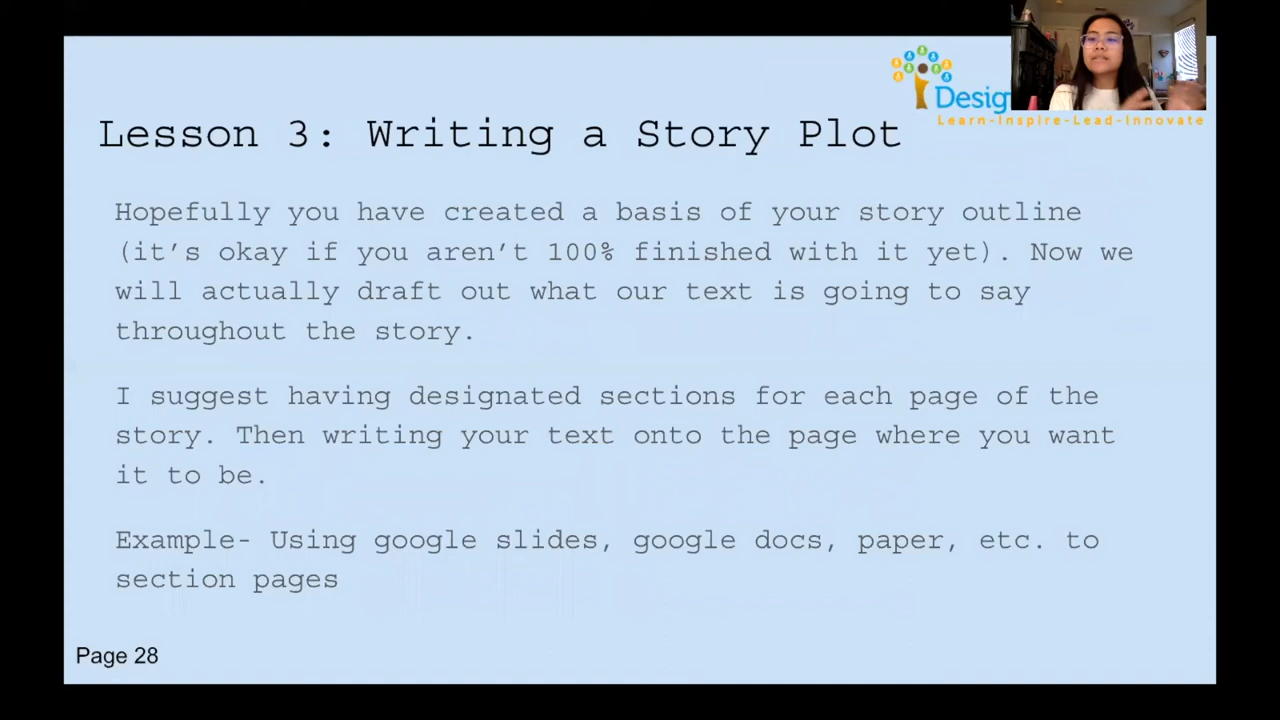 Desig
Learn-Inspire-Lead-Innovate
Lesson 3: Writing a Story Plot
Hopefully you have created a basis of your story outline
(it's okay if you aren't 100% finished with it yet). Now we
will actually draft out what our text is going to say
throughout the story.
I suggest having designated sections for each page of the
story. Then writing your text onto the page where you want
it to be.
Example- Using google slides, google docs, paper, etc. to
section pages
Page 28